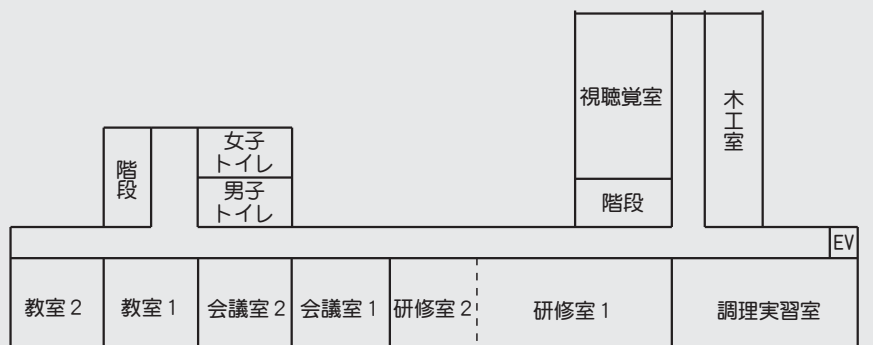 視聴覚室
木工室
階段
女子
トイレ
男子
トイレ
階段
EV
教室2
教室1
会議室2
会議室1
研修室2
研修室1
調理実習室